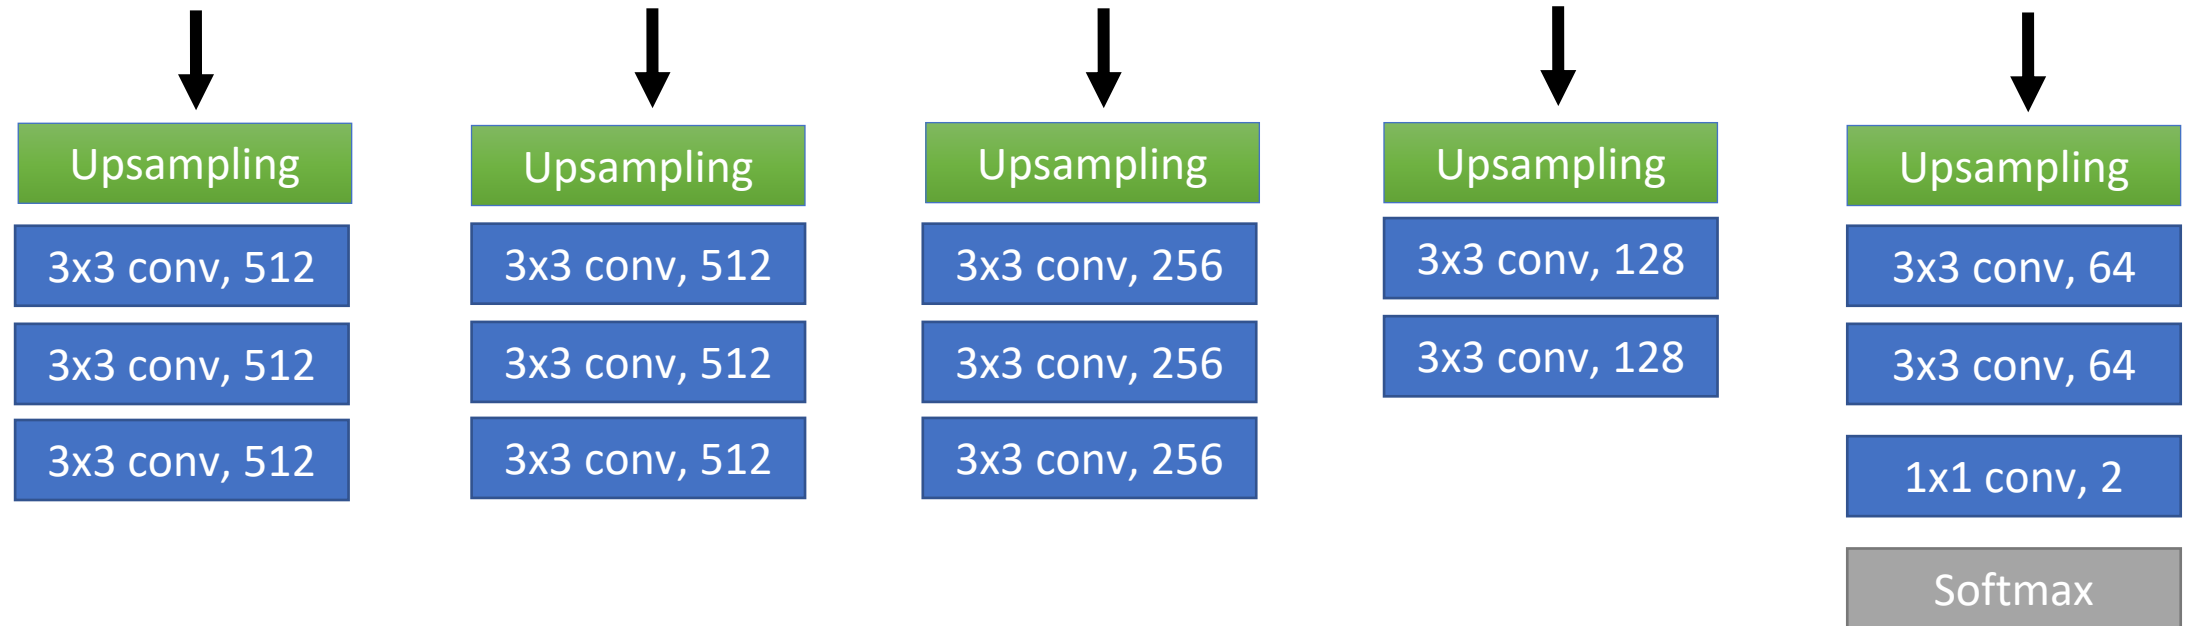 Upsampling
3x3 conv, 512
3x3 conv, 512
3x3 conv, 512
Upsampling
3x3 conv, 512
3x3 conv, 512
3x3 conv, 512
Upsampling
3x3 conv, 256
3x3 conv, 256
3x3 conv, 256
Upsampling
3x3 conv, 128
3x3 conv, 128
Upsampling
3x3 conv, 64
3x3 conv, 64
1x1 conv, 2
Softmax